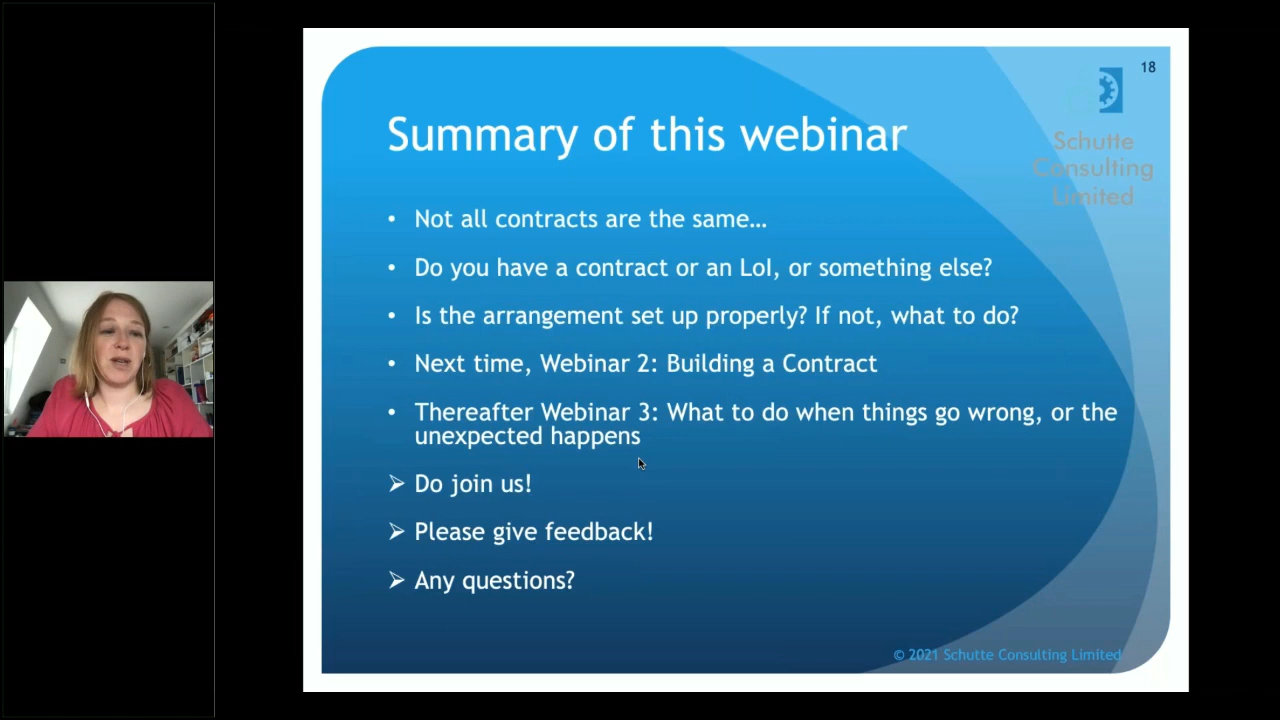 18
Schutte
Consulting
Limited
Summary of this webinar
• Not all contracts are the same…
• Do you have a contract or an LoI, or something else?
• Is the arrangement set up properly? If not, what to do?
• Next time, Webinar 2: Building a Contract
• Thereafter Webinar 3: What to do when things go wrong, or the
unexpected happens
➢ Do join us!
➢ Please give feedback!
➢ Any questions?
© 2021 Schutte Consulting Limited